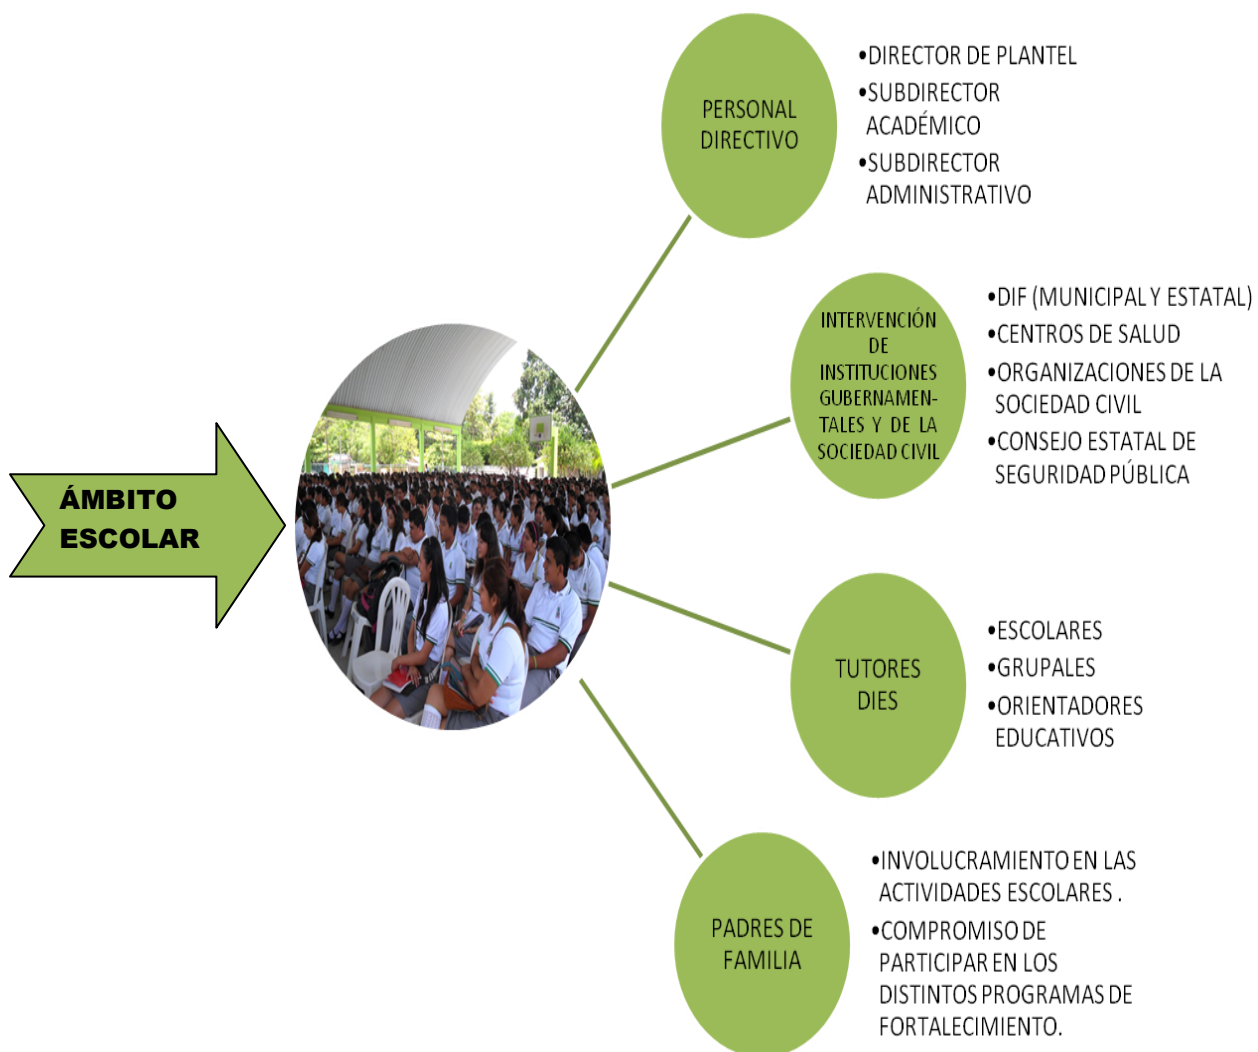 ÁMBITO
ESCOLAR
PERSONAL
DIRECTIVO
•DIRECTOR DE PLANTEL
•SUBDIRECTOR
ACADÉMICO
•SUBDIRECTOR
ADMINISTRATIVO
INTERVENCIÓN
DE
INSTITUCIONES
GUBERNAMEN-
TALES Y DE LA
SOCIEDAD CIVIL
•DIF (MUNICIPAL Y ESTATAL)
•CENTROS DE SALUD
•ORGANIZACIONES DE LA
SOCIEDAD CIVIL
•CONSEJO ESTATAL DE
SEGURIDAD PÚBLICA
TUTORES
DIES
•ESCOLARES
•GRUPALES
•ORIENTADORES
EDUCATIVOS
PADRES DE
FAMILIA
•INVOLUCRAMIENTO EN LAS
ACTIVIDADES ESCOLARES .
•COMPROMISO DE
PARTICIPAR EN LOS
DISTINTOS PROGRAMAS DE
FORTALECIMIENTO.